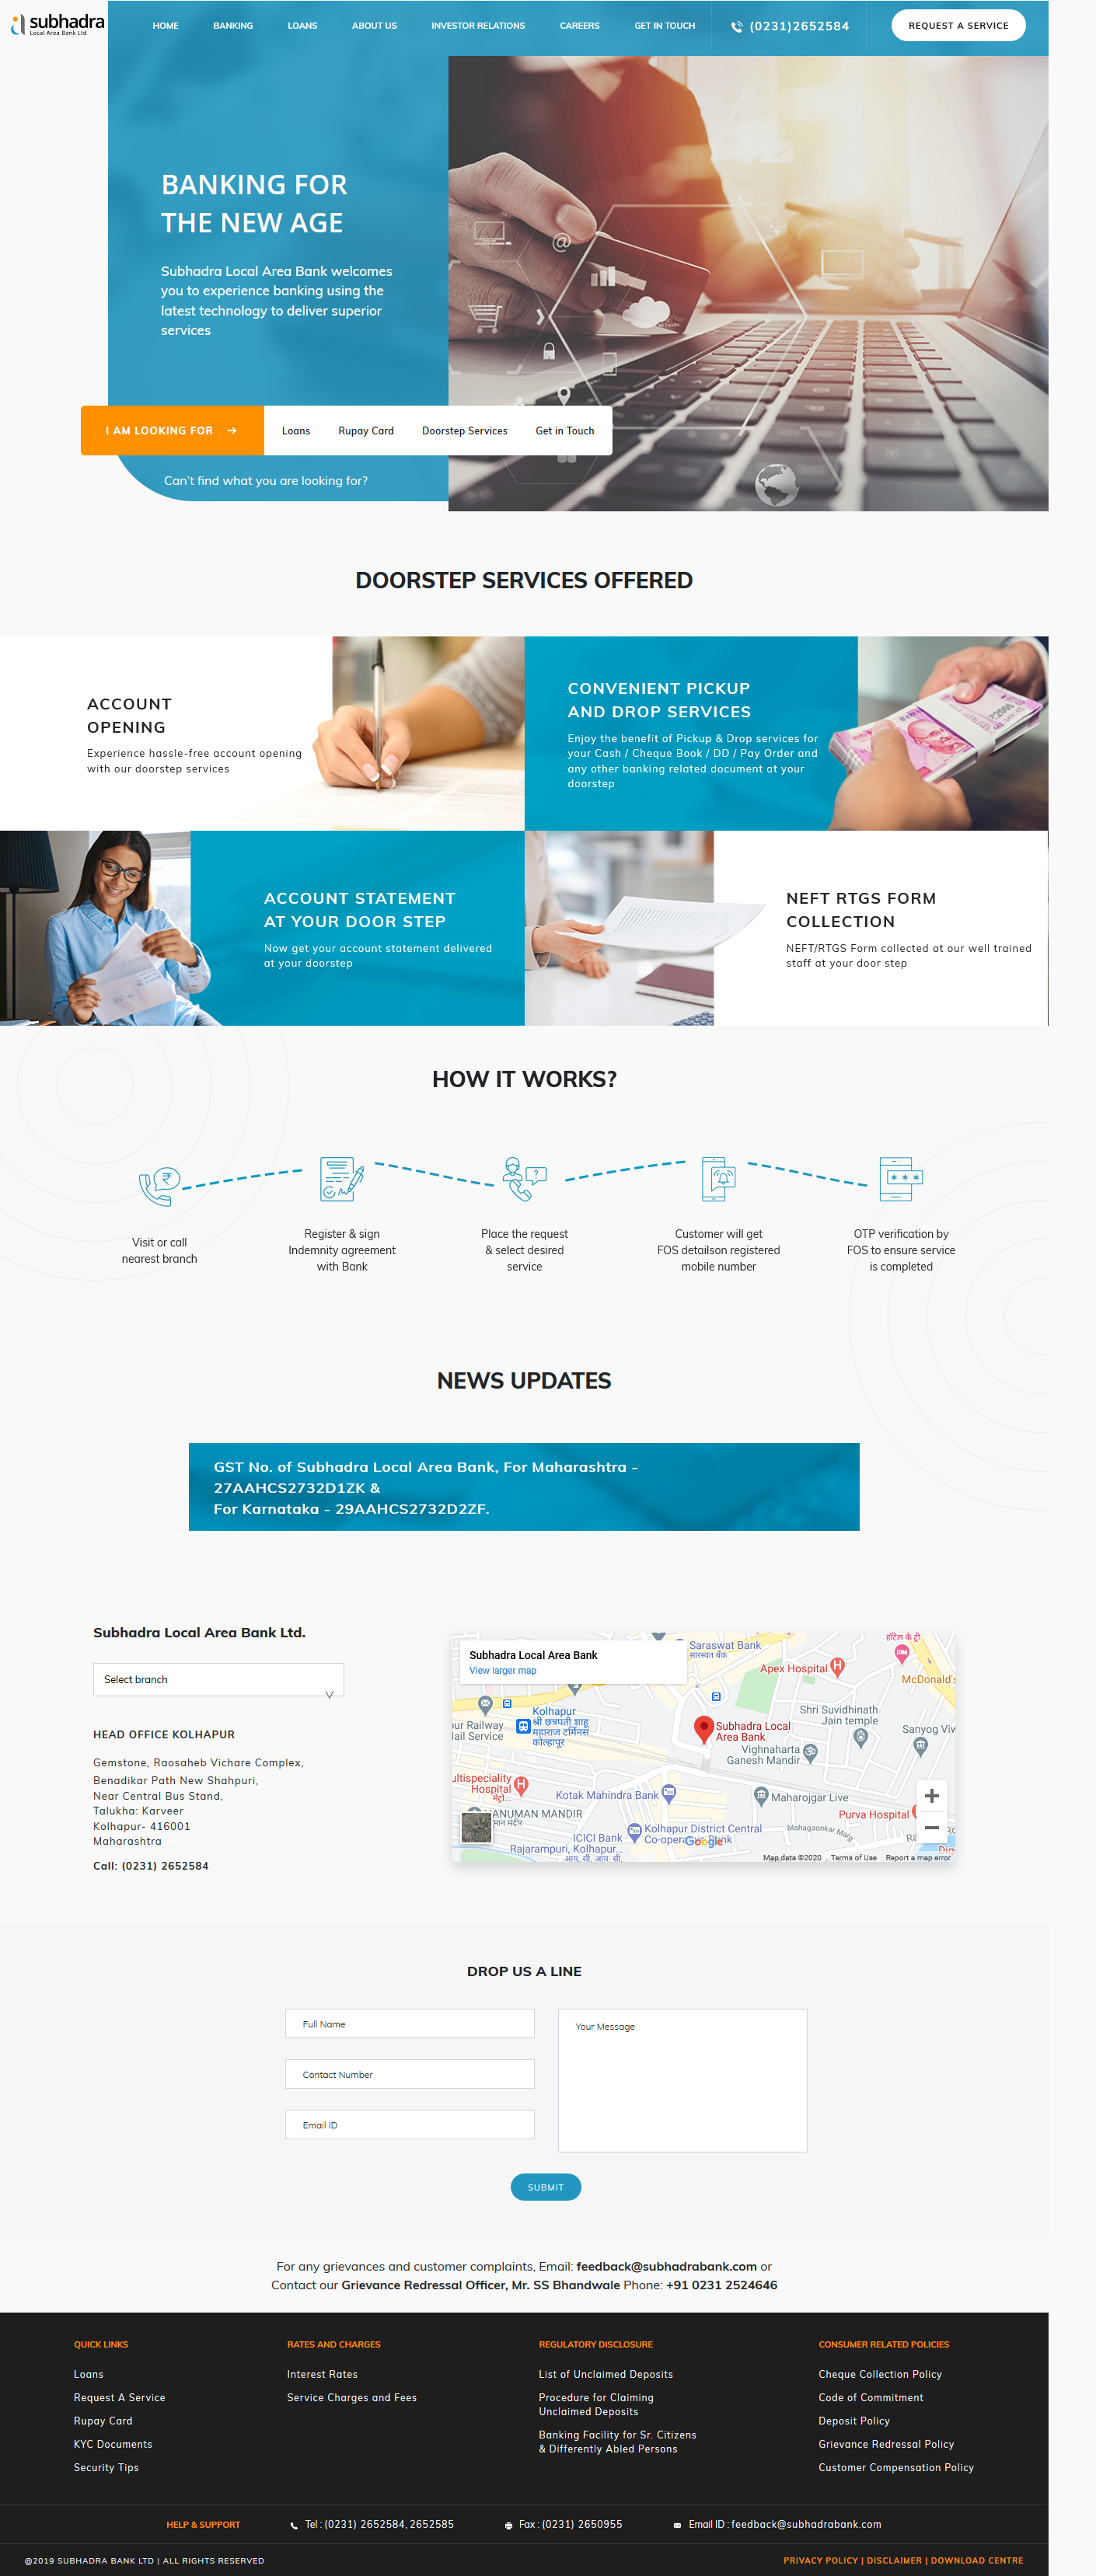 subhadra
Local Area Bank Ltd
HOME BANKING LOANS ABOUT US INVESTOR RELATIONS CAREERS GET IN TOUCH (0231)2652584 REQUEST A SERVICE
BANKING FOR
THE NEW AGE
Subhadra Local Area Bank welcomes
you to experience banking using the
latest technology to deliver superior
services
I AM LOOKING FOR → Loans Rupay Card Doorstep Services Get in Touch
Can't find what you are looking for?
DOORSTEP SERVICES OFFERED
ACCOUNT
OPENING
Experience hassle-free account opening
with our doorstep services
CONVENIENT PICKUP
AND DROP SERVICES
Enjoy the benefit of Pickup & Drop services for
your Cash / Cheque Book / DD / Pay Order and
any other banking related document at your
doorstep
ACCOUNT STATEMENT
AT YOUR DOOR STEP
Now get your account statement delivered
at your doorstep
NEFT RTGS FORM
COLLECTION
NEFT/RTGS Form collected at our well trained
staff at your door step
HOW IT WORKS?
Visit or call
nearest branch
Register & sign
Indemnity agreement
with Bank
Place the request
& select desired
service
Customer will get
FOS detailson registered
mobile number
OTP verification by
FOS to ensure service
is completed
NEWS UPDATES
GST No. of Subhadra Local Area Bank, For Maharashtra -
27AAHCS2732D1ZK &
For Karnataka - 29AAHCS2732D2ZF.
Subhadra Local Area Bank Ltd.
Select branch
HEAD OFFICE KOLHAPUR
Gemstone, Raosaheb Vichare Complex,
Benadikar Path New Shahpuri,
Near Central Bus Stand,
Talukha: Karveer
Kolhapur- 416001
Maharashtra
Call: (0231) 2652584
Subhadra Local Area Bank
View larger map
Saraswat Bank
सारस्वत बँक
Apex Hospital
हॉटेल के ट्री
McDonald's
Kolhapur
श्री छत्रपती शाहू
महाराज टर्मिनस
कोल्हापूर
ur Railway
ail Service
Subhadra Local
Area Bank
Shri Suvidhinath
Jain temple
Sanyog Viw
Vighnaharta
Ganesh Mandir
ultispeciality
Hospital
Kotak Mahindra Bank
Maharojgar Live
Purva Hospital
HANUMAN MANDIR
मान मंदीर
ICICI Bank
Rajarampuri, Kolhapur...
आय. सी. आय. सी.
Kolhapur District Central
Co-operative Bank
Mahagaonkar Marg
Google
Map data ©2020 Terms of Use Report a map error
DROP US A LINE
Full Name
Contact Number
Email ID
Your Message
SUBMIT
For any grievances and customer complaints, Email: feedback@subhadrabank.com or
Contact our Grievance Redressal Officer, Mr. SS Bhandwale Phone: +91 0231 2524646
QUICK LINKS
Loans
Request A Service
Rupay Card
KYC Documents
Security Tips
RATES AND CHARGES
Interest Rates
Service Charges and Fees
REGULATORY DISCLOSURE
List of Unclaimed Deposits
Procedure for Claiming
Unclaimed Deposits
Banking Facility for Sr. Citizens
& Differently Abled Persons
CONSUMER RELATED POLICIES
Cheque Collection Policy
Code of Commitment
Deposit Policy
Grievance Redressal Policy
Customer Compensation Policy
HELP & SUPPORT Tel : (0231) 2652584, 2652585 Fax : (0231) 2650955 Email ID : feedback@subhadrabank.com
@2019 SUBHADRA BANK LTD | ALL RIGHTS RESERVED PRIVACY POLICY | DISCLAIMER | DOWNLOAD CENTRE